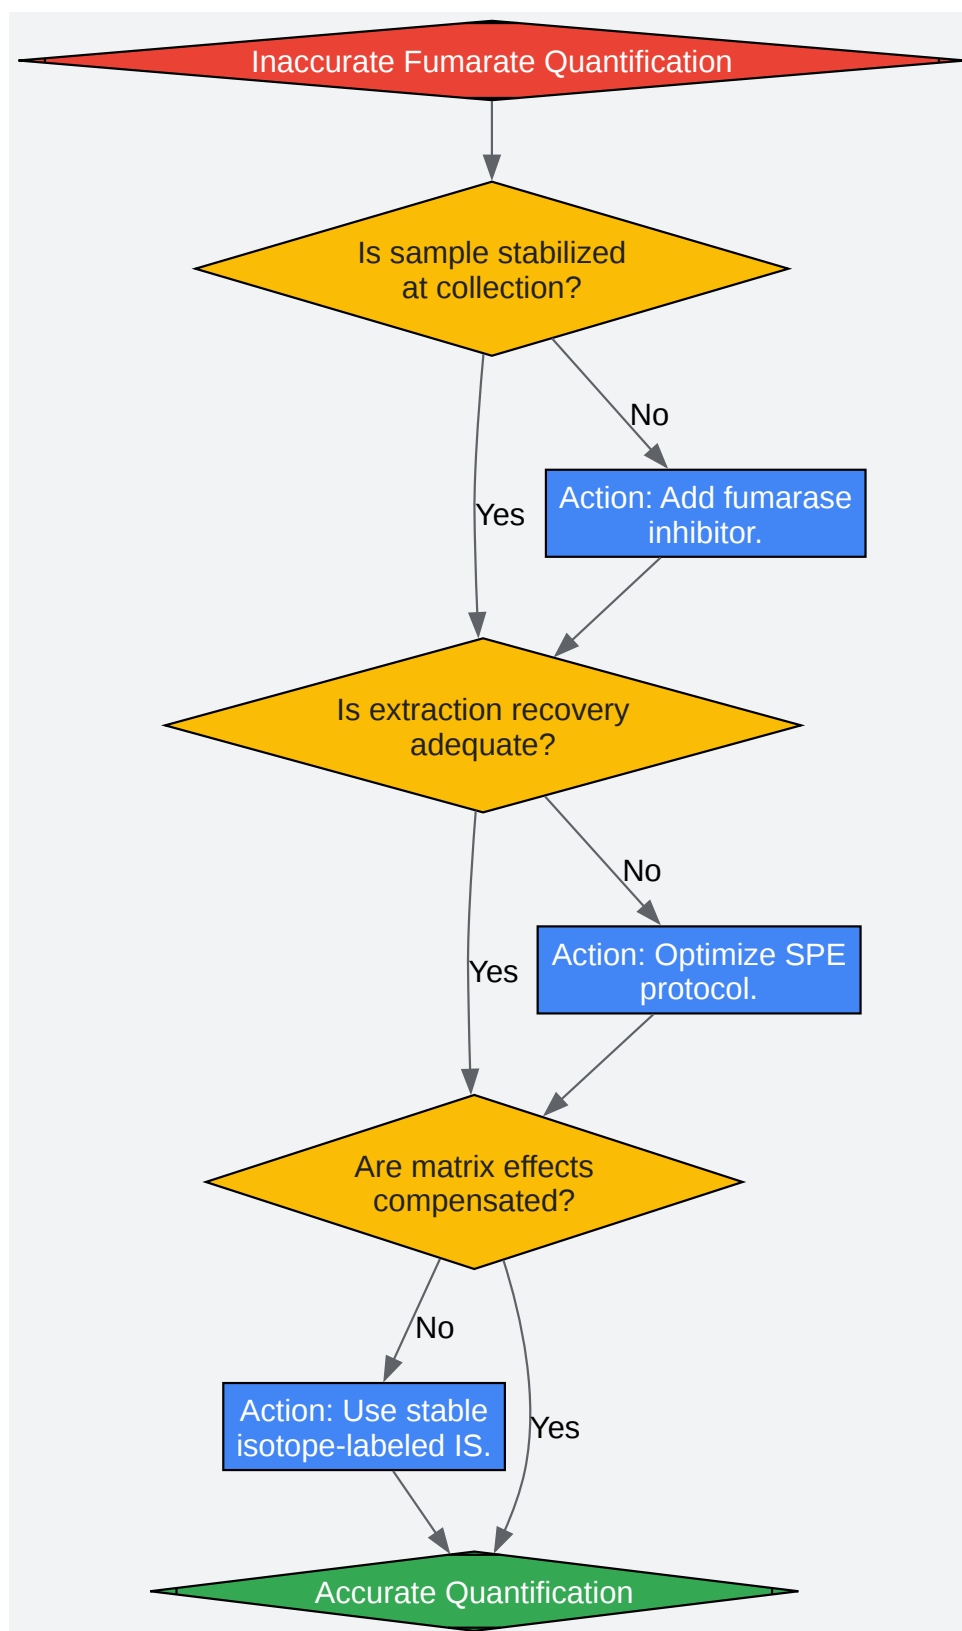 Inaccurate Fumarate Quantification
Is sample stabilized
at collection?
No
Action: Add fumarase
inhibitor.
Yes
Is extraction recovery
adequate?
No
Action: Optimize SPE
protocol.
Yes
Are matrix effects
compensated?
No
Action: Use stable
isotope-labeled IS.
Yes
Accurate Quantification